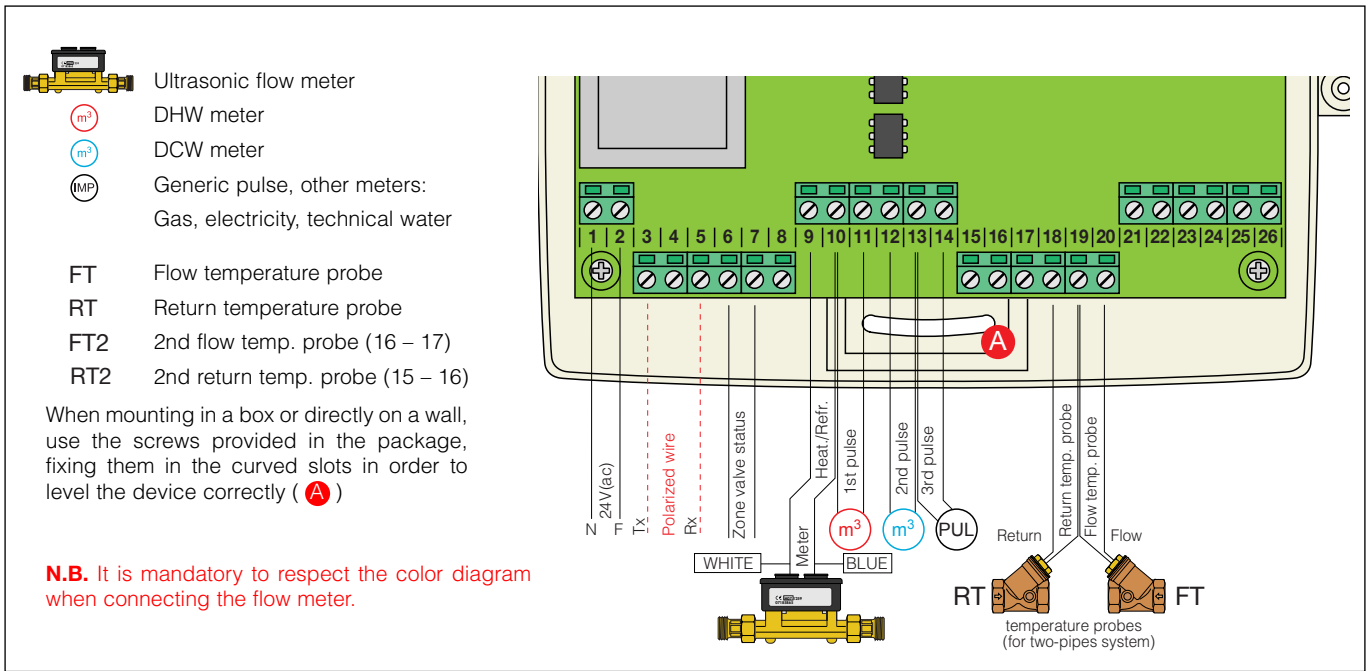 Ultrasonic flow meter
m³ DHW meter
m³ DCW meter
IMP Generic pulse, other meters:
Gas, electricity, technical water
FT Flow temperature probe
RT Return temperature probe
FT2 2nd flow temp. probe (16 – 17)
RT2 2nd return temp. probe (15 – 16)
When mounting in a box or directly on a wall,
use the screws provided in the package,
fixing them in the curved slots in order to
level the device correctly ( A )
N.B. It is mandatory to respect the color diagram
when connecting the flow meter.
1 2 3 4 5 6 7 8 9 10 11 12 13 14 15 16 17 18 19 20 21 22 23 24 25 26
A
N
24V(ac)
F
Tx
Polarized wire
Rx
Zone valve status
Heat./Refr.
Meter
1st pulse
2nd pulse
3rd pulse
Return temp. probe
Flow temp. probe
m³
m³
PUL
WHITE
BLUE
Return
Flow
RT
FT
temperature probes
(for two-pipes system)